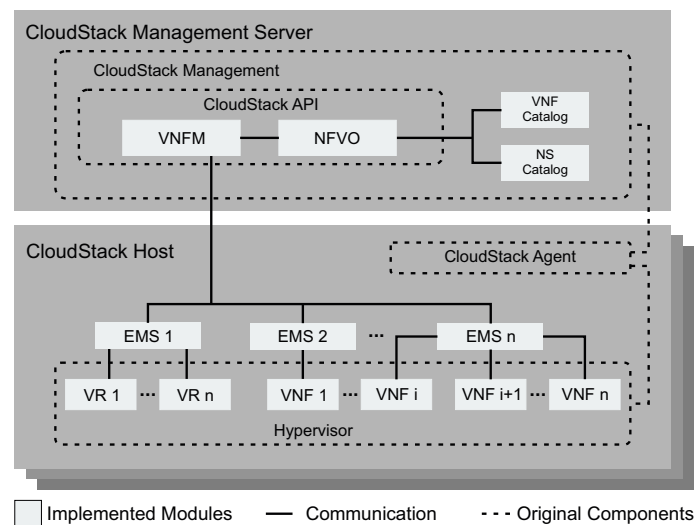 CloudStack Management Server
CloudStack Management
CloudStack API
VNFM
NFVO
VNF
Catalog
NS
Catalog
CloudStack Host
CloudStack Agent
EMS 1
EMS 2
...
EMS n
VR 1
...
VR n
VNF 1
...
VNF i
VNF i+1
...
VNF n
Hypervisor
Implemented Modules
Communication
Original Components